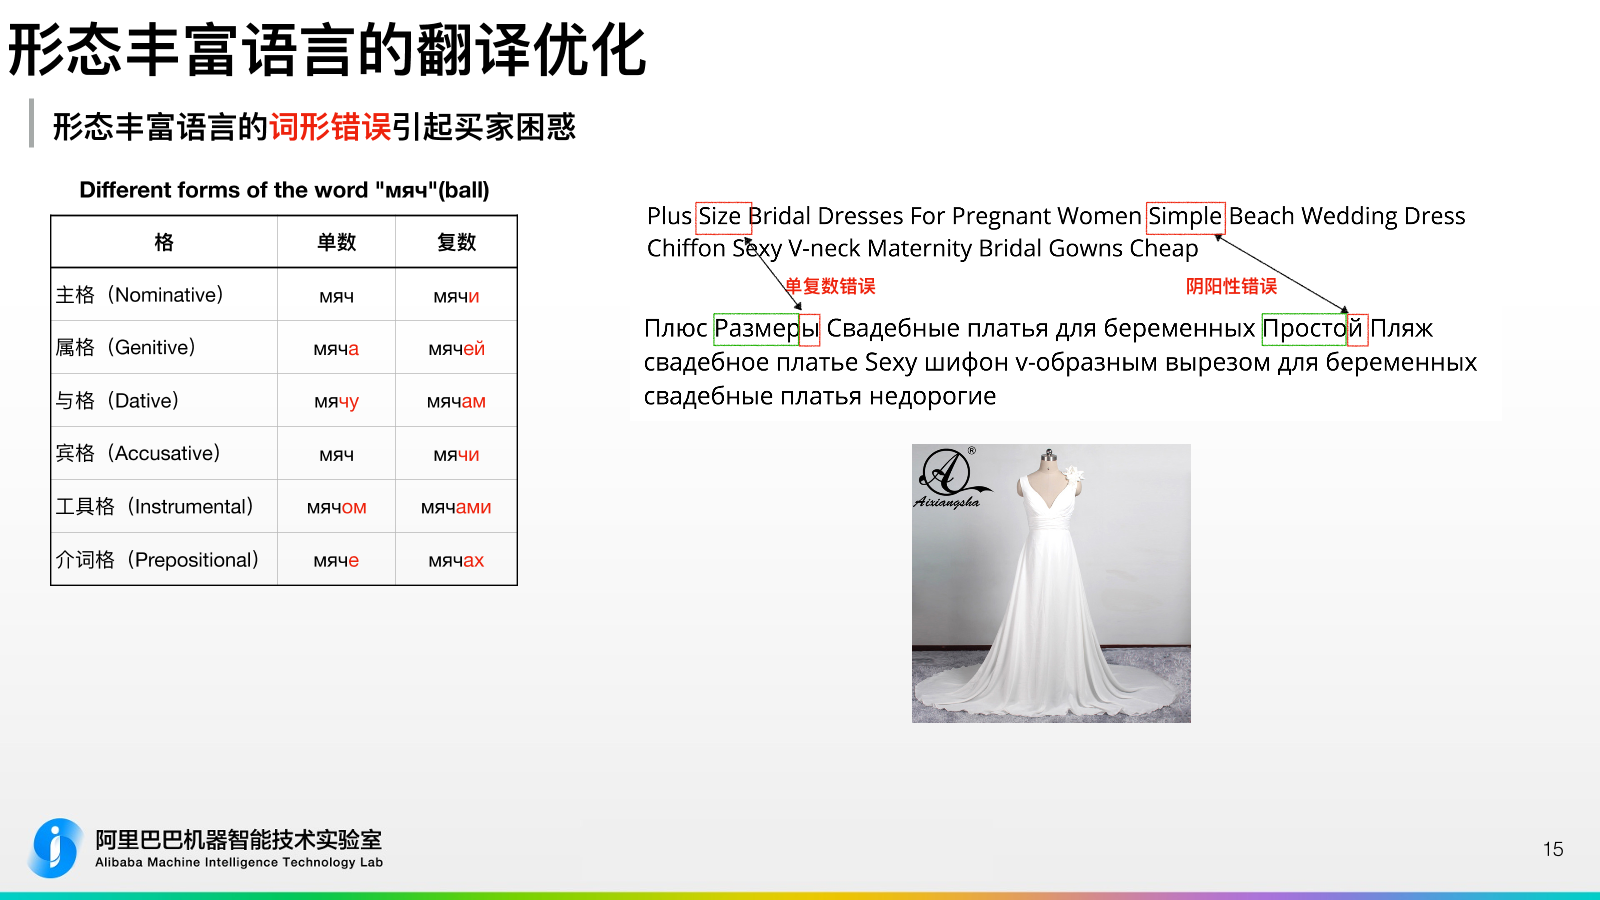 形态丰富语言的翻译优化
形态丰富语言的词形错误引起买家困惑
Different forms of the word "мяч"(ball)
格 单数 复数
主格（Nominative） мяч мячи
属格（Genitive） мяча мячей
与格（Dative） мячу мячам
宾格（Accusative） мяч мячи
工具格（Instrumental） мячом мячами
介词格（Prepositional） мяче мячах
Plus Size Bridal Dresses For Pregnant Women Simple Beach Wedding Dress
Chiffon Sexy V-neck Maternity Bridal Gowns Cheap
单复数错误 阴阳性错误
Плюс Размеры Свадебные платья для беременных Простой Пляж
свадебное платье Sexy шифон v-образным вырезом для беременных
свадебные платья недорогие
A ®
Aixiangsha
阿里巴巴机器智能技术实验室
Alibaba Machine Intelligence Technology Lab
15